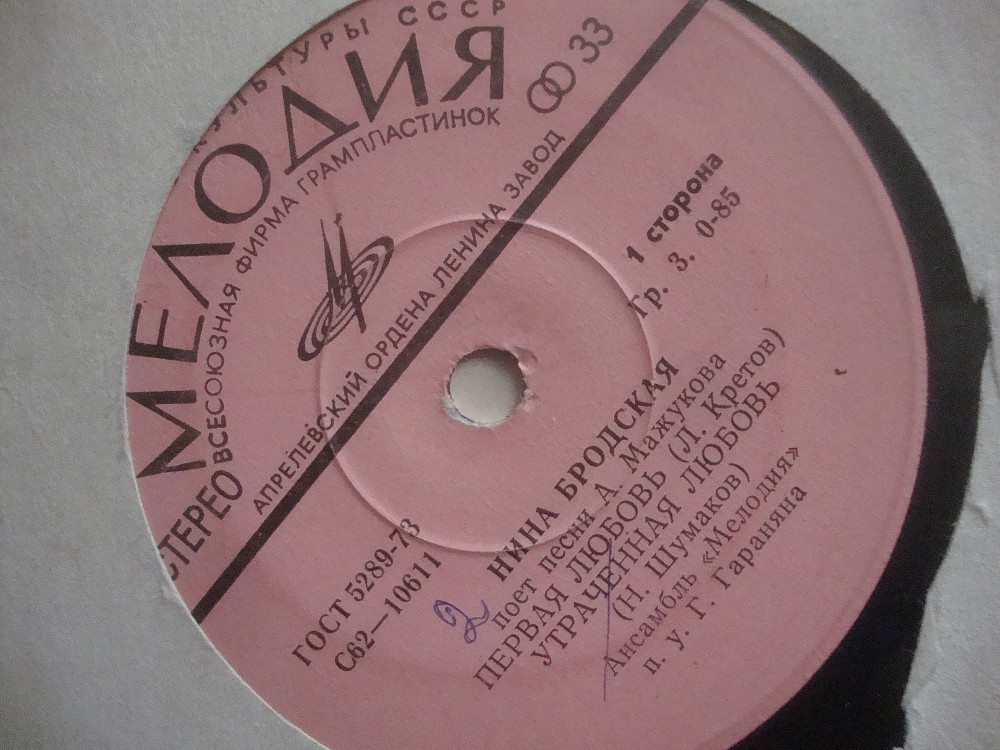 КУЛЬТУРЫ СССР
МЕЛОДИЯ
ВСЕСОЮЗНАЯ ФИРМА ГРАМПЛАСТИНОК
СТЕРЕО
33
АПРЕЛЕВСКИЙ ОРДЕНА ЛЕНИНА ЗАВОД
ГОСТ 5289-73
С62—10611
1 сторона
Гр. 3. 0-85
2
НИНА БРОДСКАЯ
поет песни А. Мажукова
ПЕРВАЯ ЛЮБОВЬ (Л. Кретов)
УТРАЧЕННАЯ ЛЮБОВЬ
(Н. Шумаков)
Ансамбль «Мелодия»
п. у. Г. Гараняна